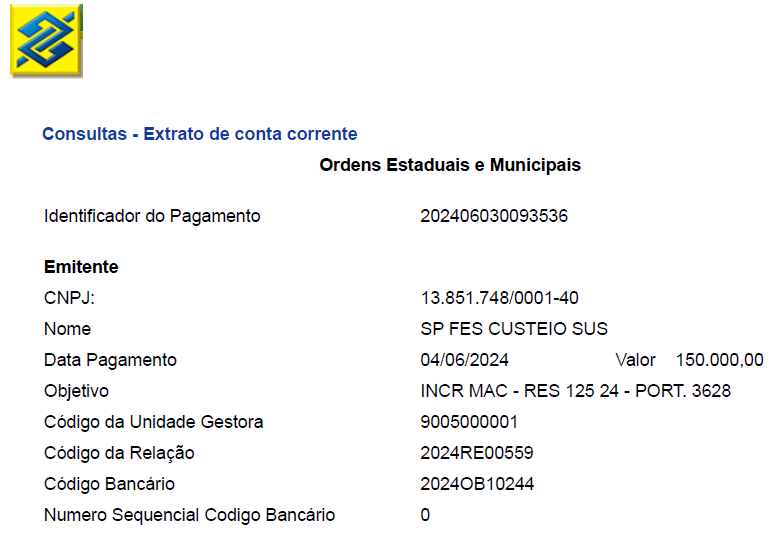 Consultas - Extrato de conta corrente
Ordens Estaduais e Municipais
Identificador do Pagamento 202406030093536
Emitente
CNPJ: 13.851.748/0001-40
Nome SP FES CUSTEIO SUS
Data Pagamento 04/06/2024 Valor 150.000,00
Objetivo INCR MAC - RES 125 24 - PORT. 3628
Código da Unidade Gestora 9005000001
Código da Relação 2024RE00559
Código Bancário 2024OB10244
Numero Sequencial Codigo Bancário 0